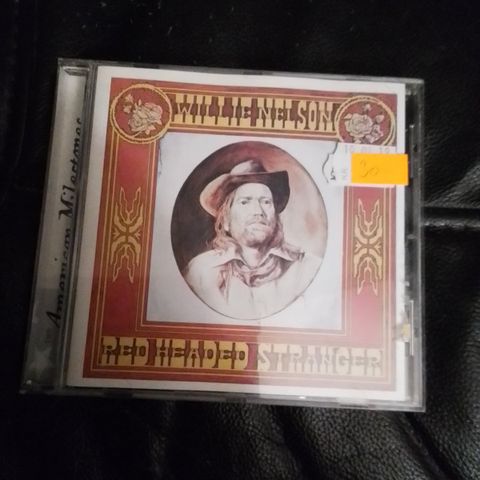 WILLIE NELSON
American Milestones
30
RED HEADED STRANGER